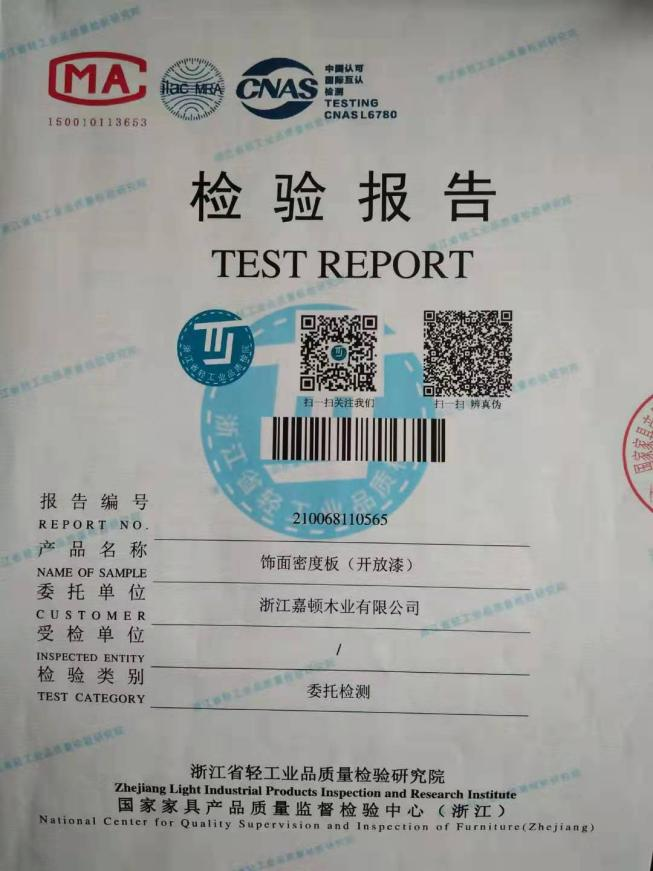 MA
150010113653
ilac-MRA
CNAS
中国认可
国际互认
检测
TESTING
CNAS L6780
检验报告
TEST REPORT
扫一扫关注我们
扫一扫 辨真伪
报告编号
REPORT NO.
210068110565
产品名称
NAME OF SAMPLE
饰面密度板（开放漆）
委托单位
CUSTOMER
浙江嘉顿木业有限公司
受检单位
INSPECTED ENTITY
/
检验类别
TEST CATEGORY
委托检测
浙江省轻工业品质量检验研究院
Zhejiang Light Industrial Products Inspection and Research Institute
国家家具产品质量监督检验中心（浙江）
National Center for Quality Supervision and Inspection of Furniture(Zhejiang)